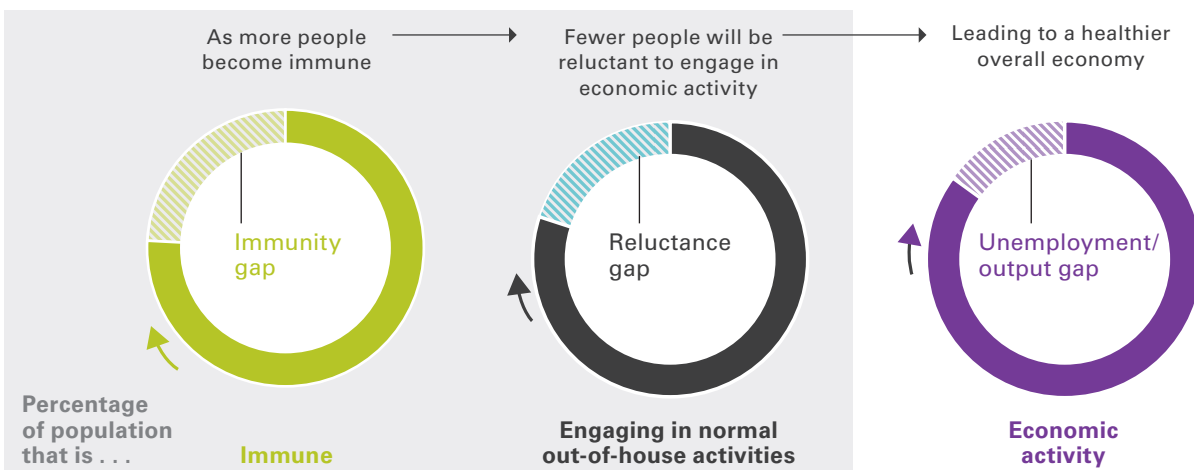 As more people
become immune
Fewer people will be
reluctant to engage in
economic activity
Leading to a healthier
overall economy
Immunity
gap
Reluctance
gap
Unemployment/
output gap
Percentage
of population
that is . . .
Immune
Engaging in normal
out-of-house activities
Economic
activity